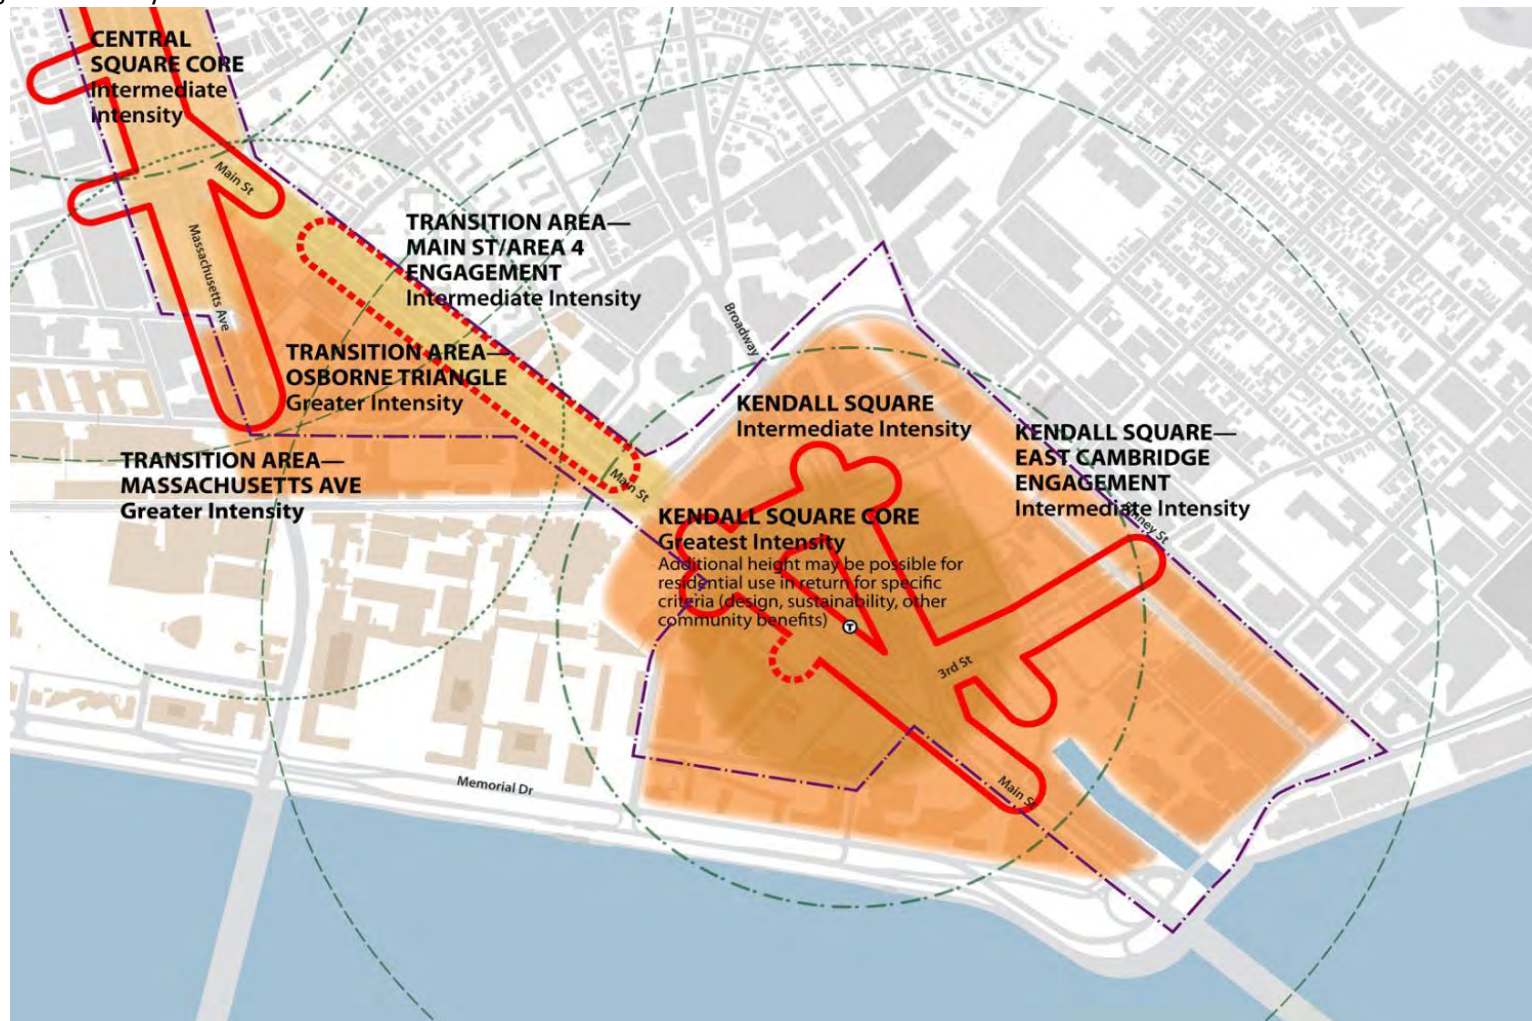 CENTRAL
SQUARE CORE
Intermediate
Intensity
Main St
Massachusetts Ave
TRANSITION AREA—
MAIN ST/AREA 4
ENGAGEMENT
Intermediate Intensity
Broadway
TRANSITION AREA—
OSBORNE TRIANGLE
Greater Intensity
TRANSITION AREA—
MASSACHUSETTS AVE
Greater Intensity
Main St
KENDALL SQUARE
Intermediate Intensity
KENDALL SQUARE—
EAST CAMBRIDGE
ENGAGEMENT
Intermediate Intensity
KENDALL SQUARE CORE
Greatest Intensity
Additional height may be possible for
residential use in return for specific
criteria (design, sustainability, other
community benefits)
T
3rd St
Main St
Memorial Dr